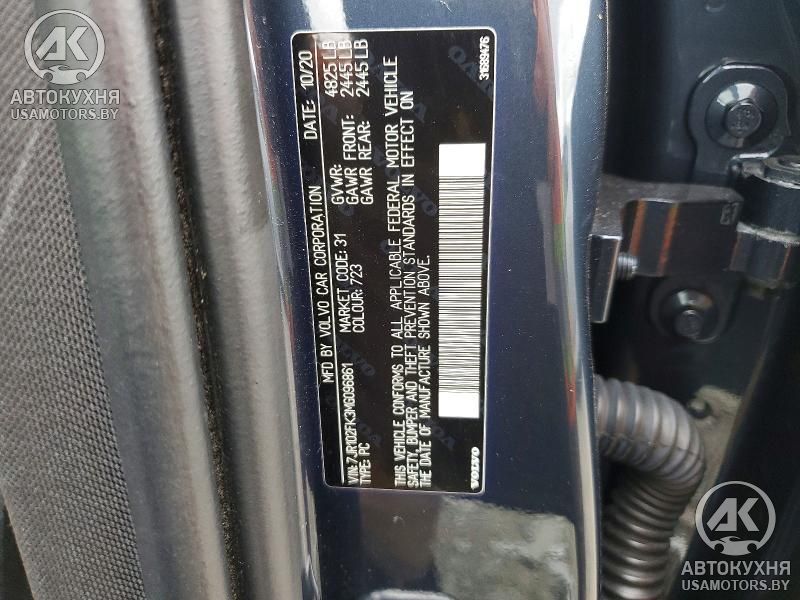 AK
АВТОКУХНЯ
USAMOTORS.BY
MFD BY VOLVO CAR CORPORATION DATE: 10/20
MARKET CODE: 31 GVWR: 4825 LB
COLOUR: 723 GAWR FRONT: 2445 LB
GAWR REAR: 2445 LB
VIN: 7JR102FK3MG096861
TYPE: PC
THIS VEHICLE CONFORMS TO ALL APPLICABLE FEDERAL MOTOR VEHICLE
SAFETY, BUMPER AND THEFT PREVENTION STANDARDS IN EFFECT ON
THE DATE OF MANUFACTURE SHOWN ABOVE.
VOLVO
31689476
AK
АВТОКУХНЯ
USAMOTORS.BY